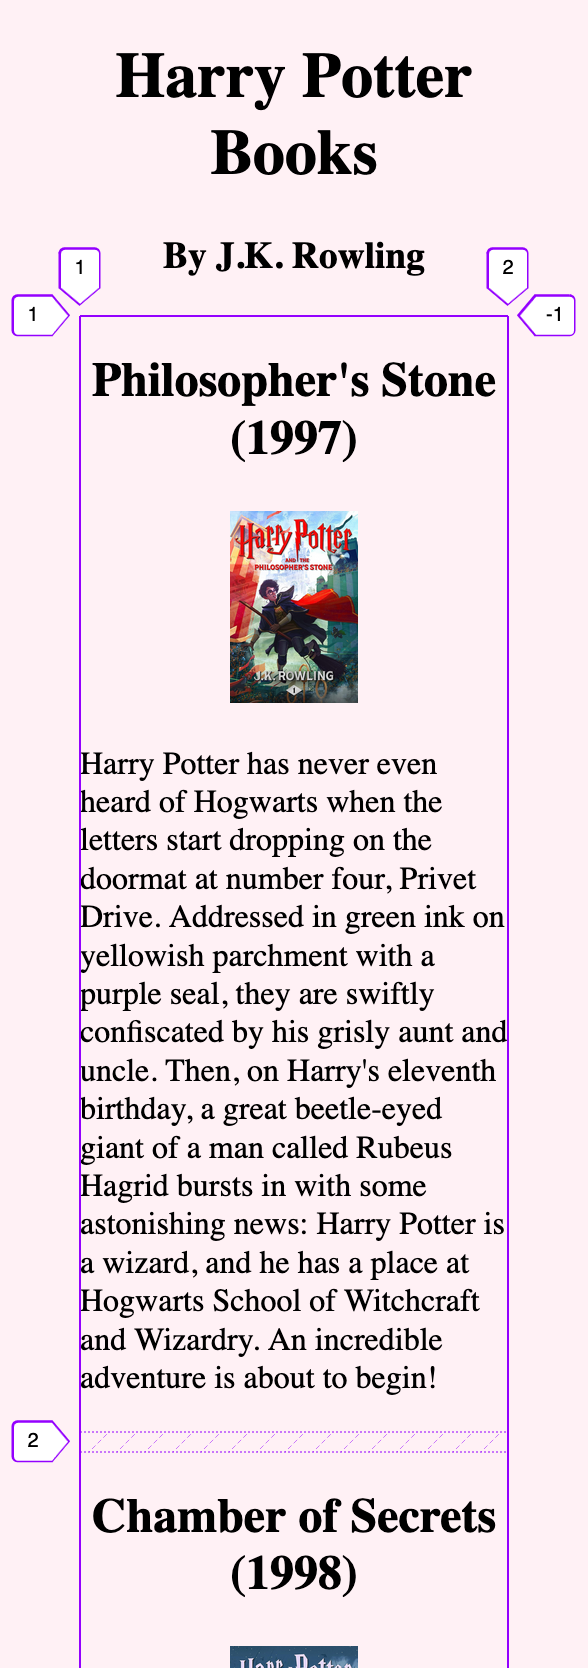 Harry Potter
Books
By J.K. Rowling
1
2
1
-1
Philosopher's Stone
(1997)
Harry Potter
AND THE
PHILOSOPHER'S STONE
J.K. ROWLING
1
Harry Potter has never even
heard of Hogwarts when the
letters start dropping on the
doormat at number four, Privet
Drive. Addressed in green ink on
yellowish parchment with a
purple seal, they are swiftly
confiscated by his grisly aunt and
uncle. Then, on Harry's eleventh
birthday, a great beetle-eyed
giant of a man called Rubeus
Hagrid bursts in with some
astonishing news: Harry Potter is
a wizard, and he has a place at
Hogwarts School of Witchcraft
and Wizardry. An incredible
adventure is about to begin!
2
Chamber of Secrets
(1998)
Harry Potter